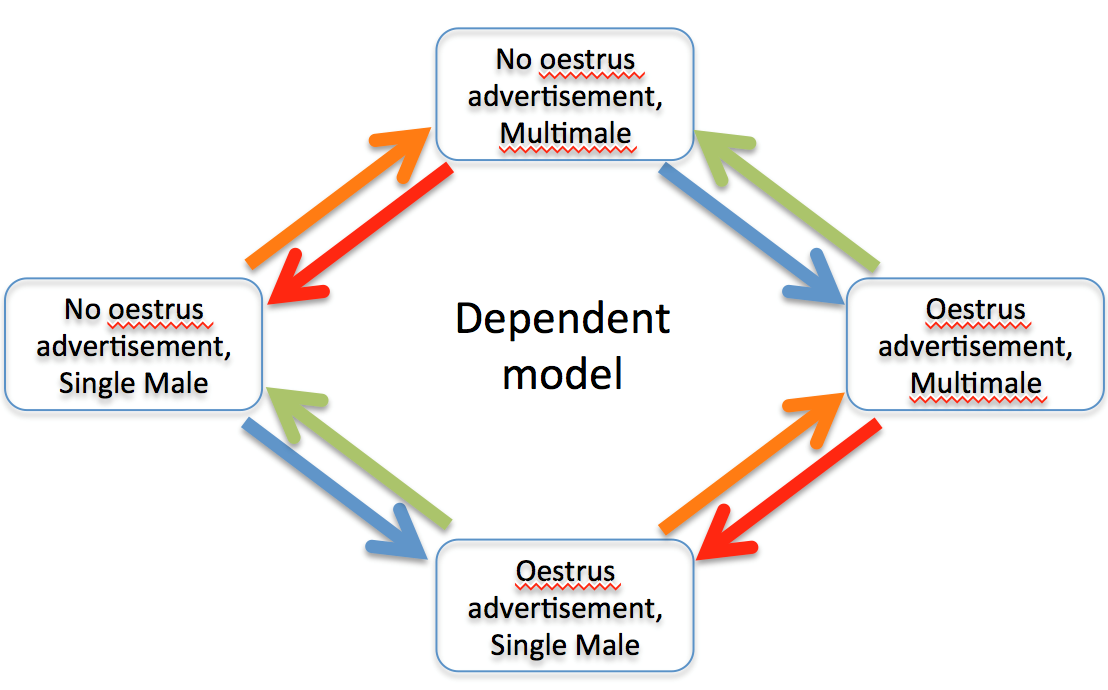 No oestrus
advertisement,
Multimale
No oestrus
advertisement,
Single Male
Dependent
model
Oestrus
advertisement,
Multimale
Oestrus
advertisement,
Single Male